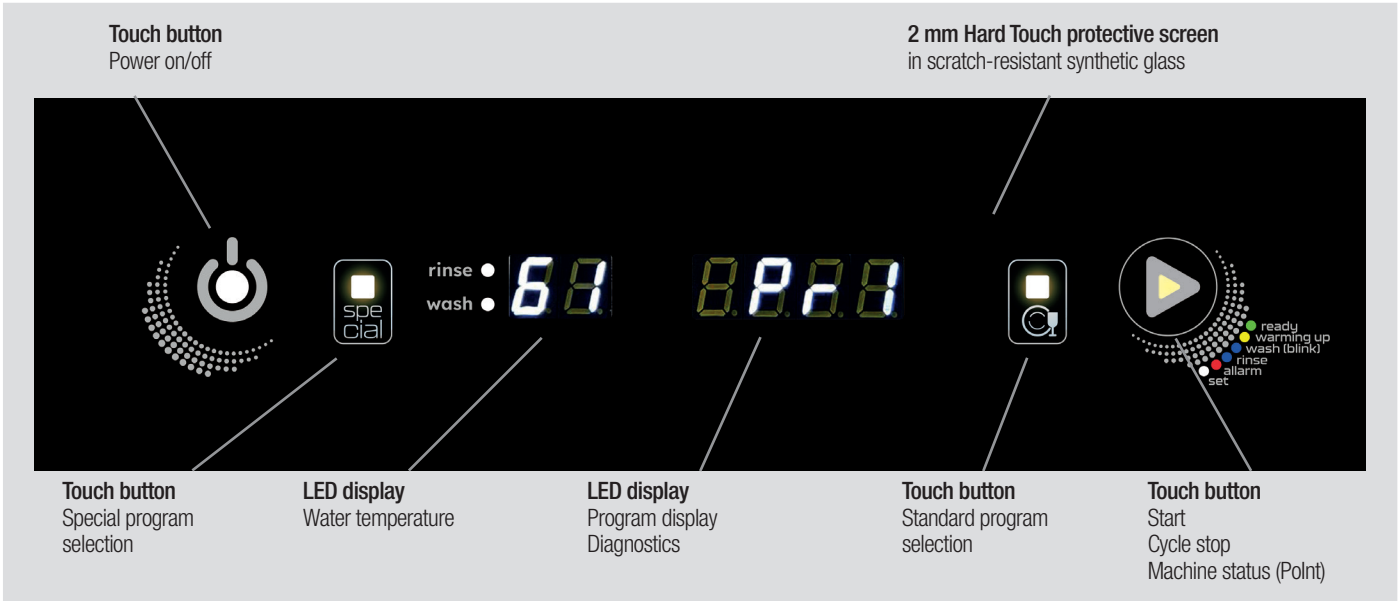 Touch button
Power on/off
2 mm Hard Touch protective screen
in scratch-resistant synthetic glass
spe
cial
rinse
wash
61
Pr1
ready
warming up
wash (blink)
rinse
allarm
set
Touch button
Special program
selection
LED display
Water temperature
LED display
Program display
Diagnostics
Touch button
Standard program
selection
Touch button
Start
Cycle stop
Machine status (PoInt)